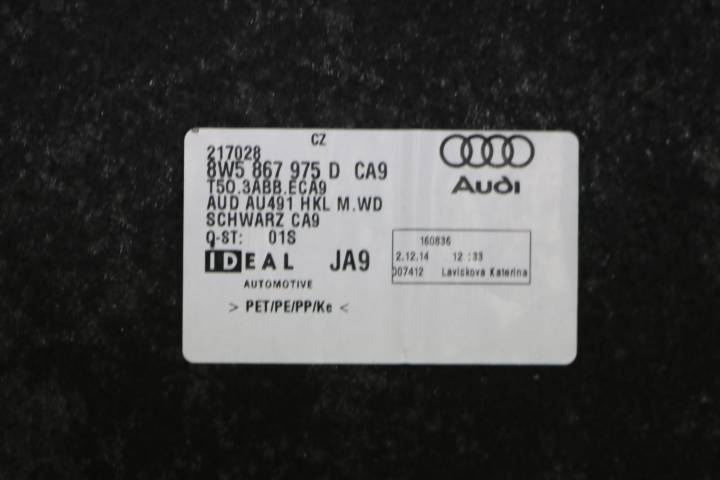 CZ
217028
8W5 867 975 D CA9
T50.3ABB.ECA9
AUD AU491 HKL M.WD
SCHWARZ CA9
Q-ST: 01S
IDEAL JA9
AUTOMOTIVE
> PET/PE/PP/Ke <
Audi
160836
2.12.14 12:33
007412 Laviskova Katerina